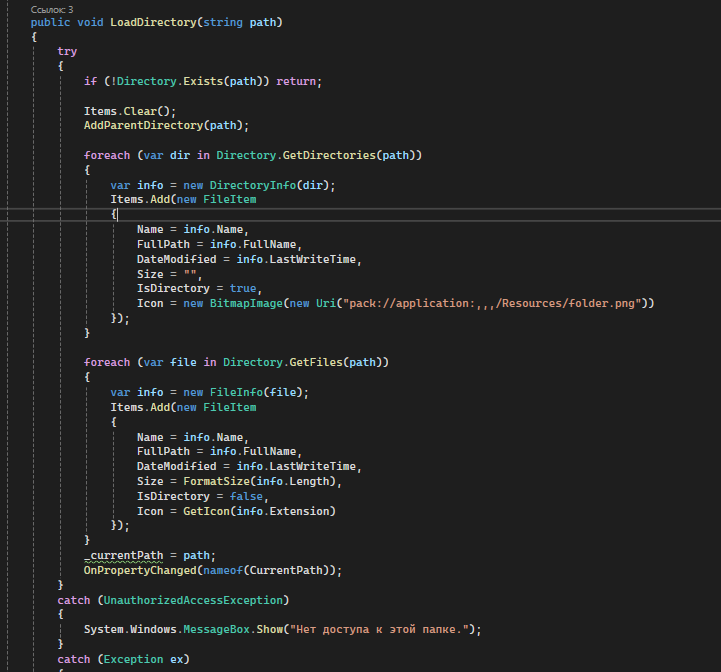 Ссылок: 3
public void LoadDirectory(string path)
{
try
{
if (!Directory.Exists(path)) return;
Items.Clear();
AddParentDirectory(path);
foreach (var dir in Directory.GetDirectories(path))
{
var info = new DirectoryInfo(dir);
Items.Add(new FileItem
{
Name = info.Name,
FullPath = info.FullName,
DateModified = info.LastWriteTime,
Size = "",
IsDirectory = true,
Icon = new BitmapImage(new Uri("pack://application:,,,/Resources/folder.png"))
});
}
foreach (var file in Directory.GetFiles(path))
{
var info = new FileInfo(file);
Items.Add(new FileItem
{
Name = info.Name,
FullPath = info.FullName,
DateModified = info.LastWriteTime,
Size = FormatSize(info.Length),
IsDirectory = false,
Icon = GetIcon(info.Extension)
});
}
_currentPath = path;
OnPropertyChanged(nameof(CurrentPath));
}
catch (UnauthorizedAccessException)
{
System.Windows.MessageBox.Show("Нет доступа к этой папке.");
}
catch (Exception ex)
{